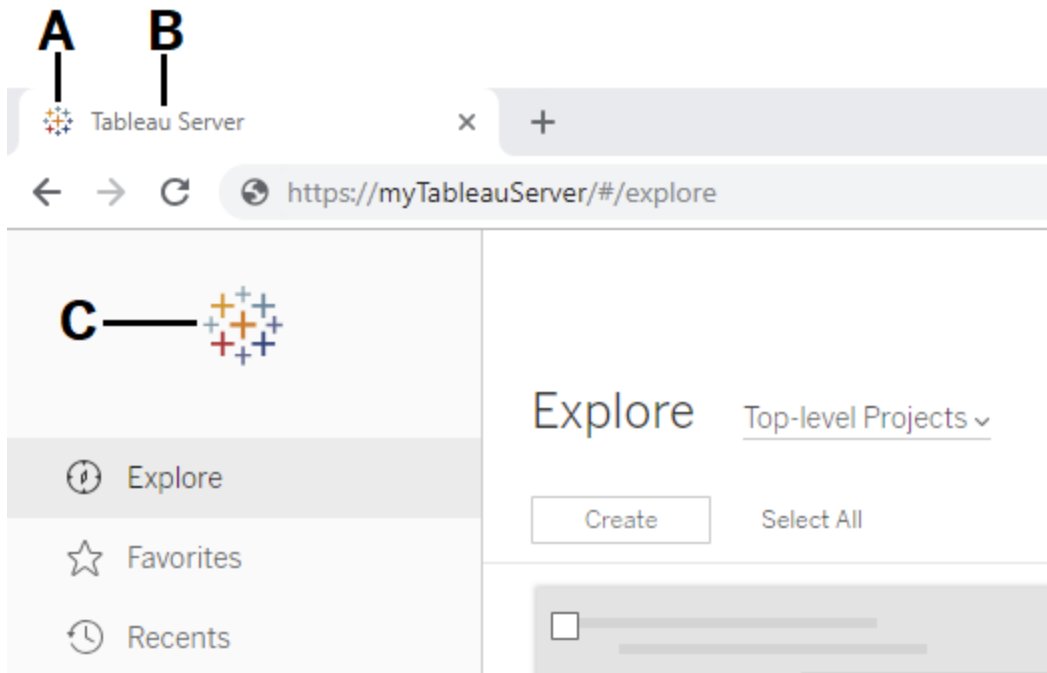 A B
Tableau Server
https://myTableauServer/#/explore
C
Explore Top-level Projects
Explore
Create Select All
Favorites
Recents